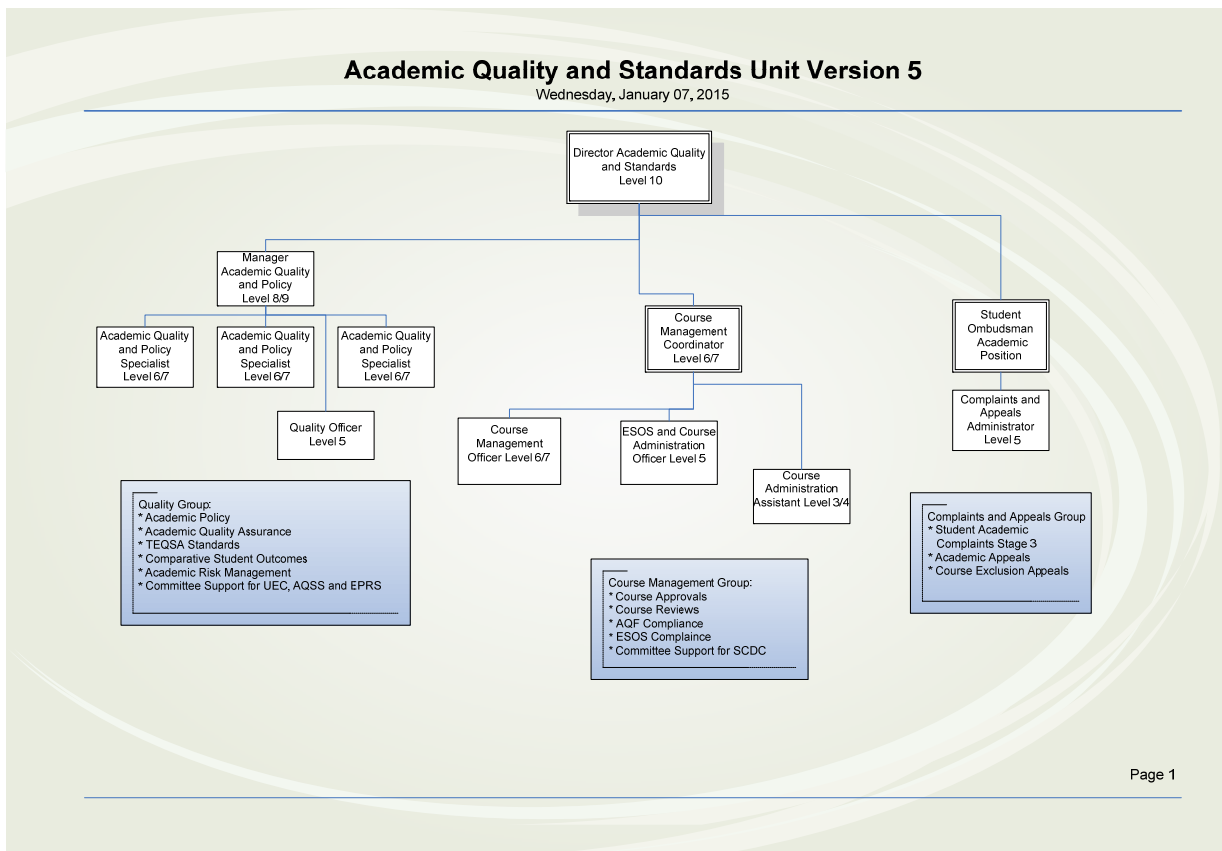 Academic Quality and Standards Unit Version 5
Wednesday, January 07, 2015
Director Academic Quality
and Standards
Level 10
Manager
Academic Quality
and Policy
Level 8/9
Academic Quality
and Policy
Specialist
Level 6/7
Academic Quality
and Policy
Specialist
Level 6/7
Academic Quality
and Policy
Specialist
Level 6/7
Quality Officer
Level 5
Course
Management
Coordinator
Level 6/7
Course
Management
Officer Level 6/7
ESOS and Course
Administration
Officer Level 5
Course
Administration
Assistant Level 3/4
Student
Ombudsman
Academic
Position
Complaints and
Appeals
Administrator
Level 5
Quality Group:
* Academic Policy
* Academic Quality Assurance
* TEQSA Standards
* Comparative Student Outcomes
* Academic Risk Management
* Committee Support for UEC, AQSS and EPRS
Course Management Group:
* Course Approvals
* Course Reviews
* AQF Compliance
* ESOS Complaince
* Committee Support for SCDC
Complaints and Appeals Group
* Student Academic
Complaints Stage 3
* Academic Appeals
* Course Exclusion Appeals
Page 1